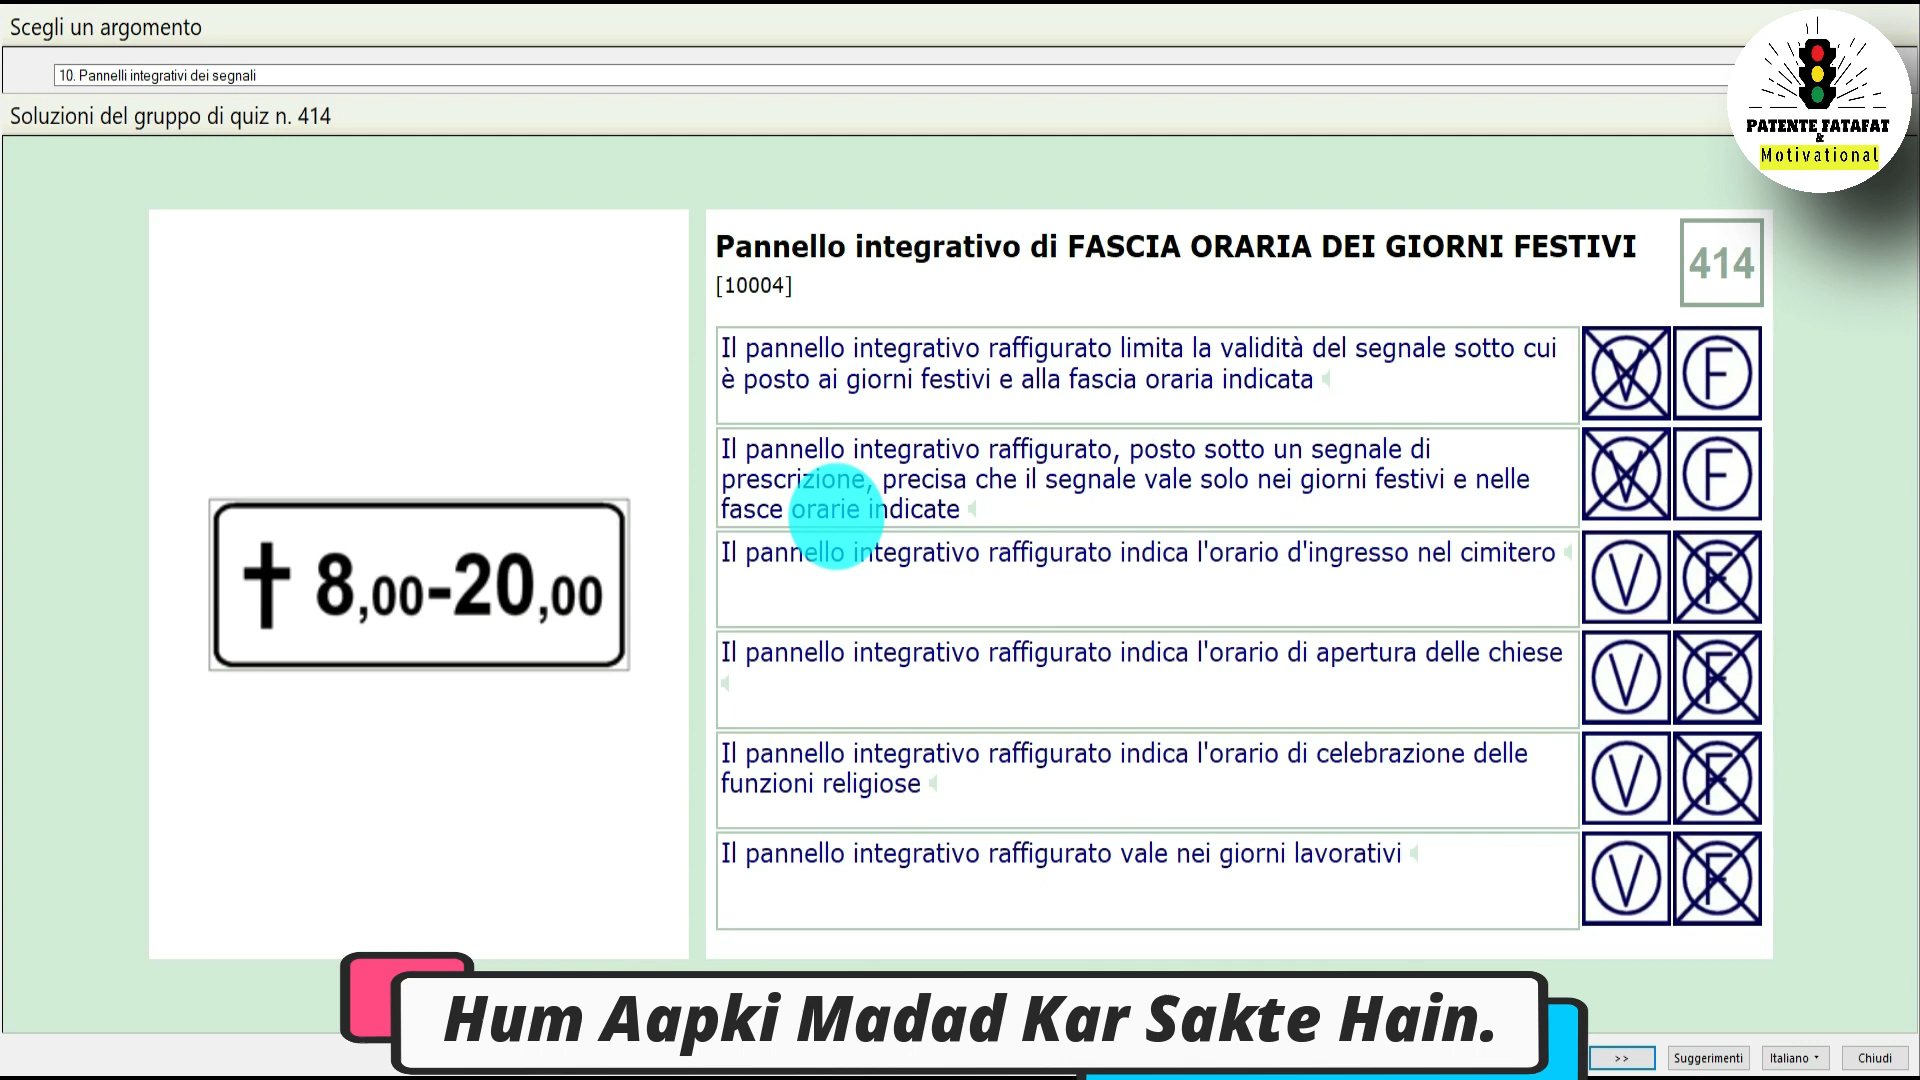 Scegli un argomento
10. Pannelli integrativi dei segnali
Soluzioni del gruppo di quiz n. 414
PATENTE FATAFAT
&
Motivational
Pannello integrativo di FASCIA ORARIA DEI GIORNI FESTIVI
414
[10004]
Il pannello integrativo raffigurato limita la validità del segnale sotto cui
è posto ai giorni festivi e alla fascia oraria indicata
V F
Il pannello integrativo raffigurato, posto sotto un segnale di
prescrizione, precisa che il segnale vale solo nei giorni festivi e nelle
fasce orarie indicate
V F
Il pannello integrativo raffigurato indica l'orario d'ingresso nel cimitero
V F
Il pannello integrativo raffigurato indica l'orario di apertura delle chiese
V F
Il pannello integrativo raffigurato indica l'orario di celebrazione delle
funzioni religiose
V F
Il pannello integrativo raffigurato vale nei giorni lavorativi
V F
8,00-20,00
Hum Aapki Madad Kar Sakte Hain.
>> Suggerimenti Italiano Chiudi